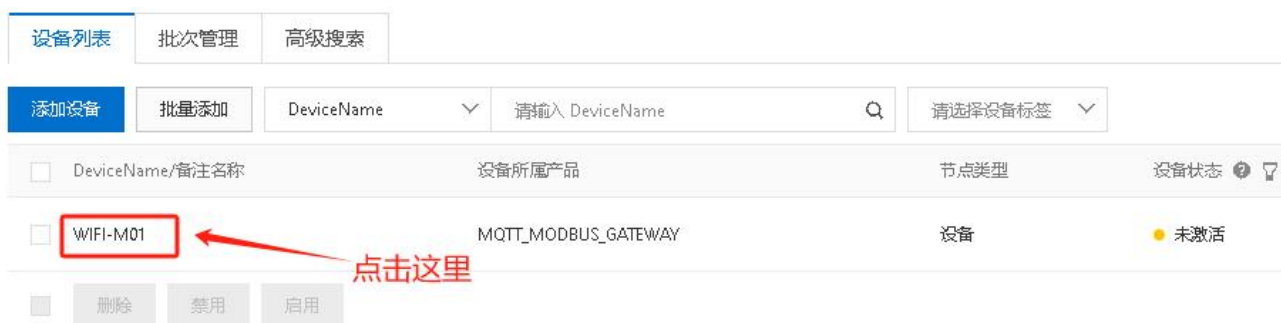 设备列表 批次管理 高级搜索
添加设备 批量添加 DeviceName 请输入 DeviceName 请选择设备标签
DeviceName/备注名称 设备所属产品 节点类型 设备状态
WIFI-M01 MQTT_MODBUS_GATEWAY 设备 未激活
点击这里
删除 禁用 启用